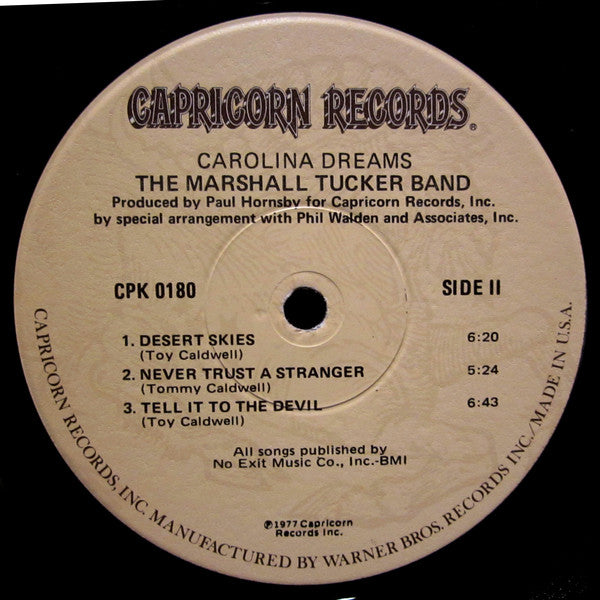 CAPRICORN RECORDS®
CAROLINA DREAMS
THE MARSHALL TUCKER BAND
Produced by Paul Hornsby for Capricorn Records, Inc.
by special arrangement with Phil Walden and Associates, Inc.
CPK 0180 SIDE II
1. DESERT SKIES 6:20
(Toy Caldwell)
2. NEVER TRUST A STRANGER 5:24
(Tommy Caldwell)
3. TELL IT TO THE DEVIL 6:43
(Toy Caldwell)
All songs published by
No Exit Music Co., Inc.-BMI
℗1977 Capricorn
Records Inc.
CAPRICORN RECORDS, INC. MANUFACTURED BY WARNER BROS. RECORDS INC./MADE IN U.S.A.